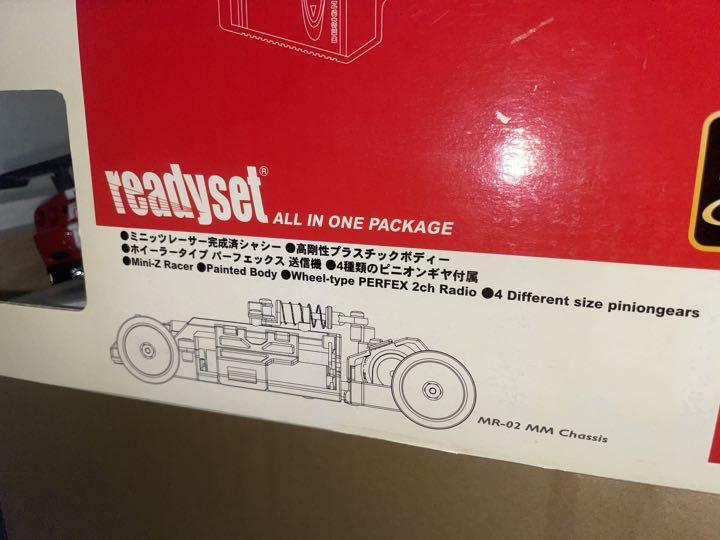 DESIGN
readyset® ALL IN ONE PACKAGE
●ミニッツレーサー完成済シャシー ●高剛性プラスチックボディー
●ホイーラータイプ パーフェックス 送信機 ●4種類のピニオンギヤ付属
●Mini-Z Racer ●Painted Body ●Wheel-type PERFEX 2ch Radio ●4 Different size piniongears
MR-02 MM Chassis